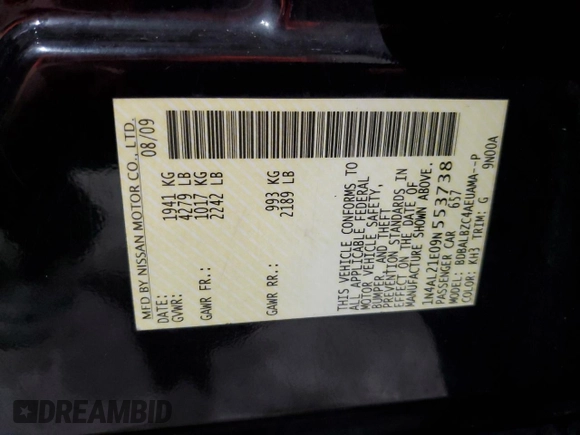 MFD BY NISSAN MOTOR CO., LTD.
DATE: 08/09
GVWR: 1941 KG
4279 LB
GAWR FR.: 1017 KG
2242 LB
GAWR RR.: 993 KG
2189 LB
THIS VEHICLE CONFORMS TO
ALL APPLICABLE FEDERAL
MOTOR VEHICLE SAFETY,
BUMPER, AND THEFT
PREVENTION STANDARDS IN
EFFECT ON THE DATE OF
MANUFACTURE SHOWN ABOVE.
1N4AL21E09N553738
PASSENGER CAR 657
MODEL: BDBALBZC4AEUAMA--P
COLOR: KH3 TRIM: G 9N00A
DREAMBID